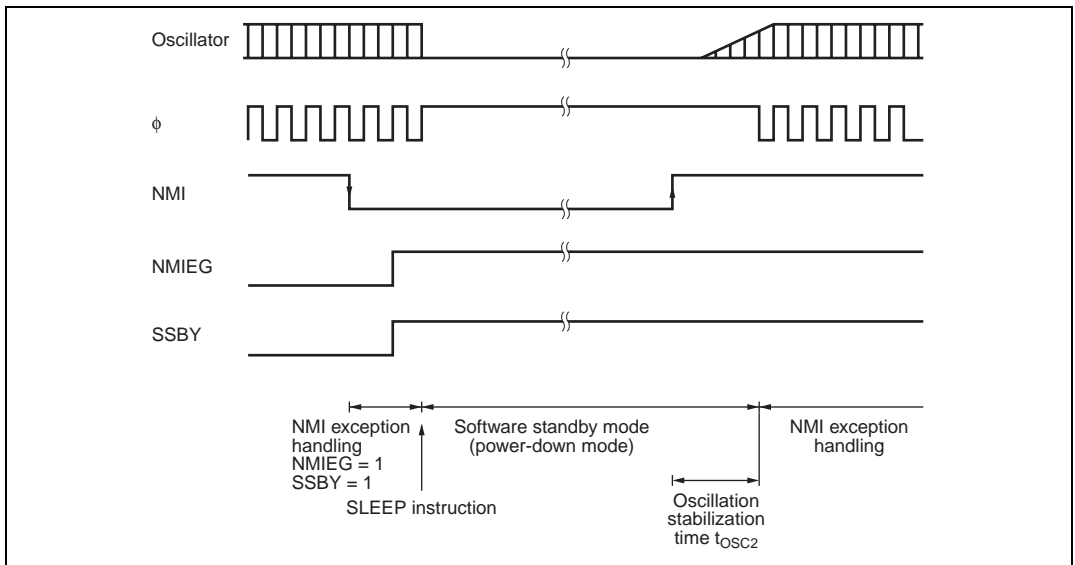 Oscillator
φ
NMI
NMIEG
SSBY
NMI exception
handling
NMIEG = 1
SSBY = 1
Software standby mode
(power-down mode)
NMI exception
handling
SLEEP instruction
Oscillation
stabilization
time tOSC2